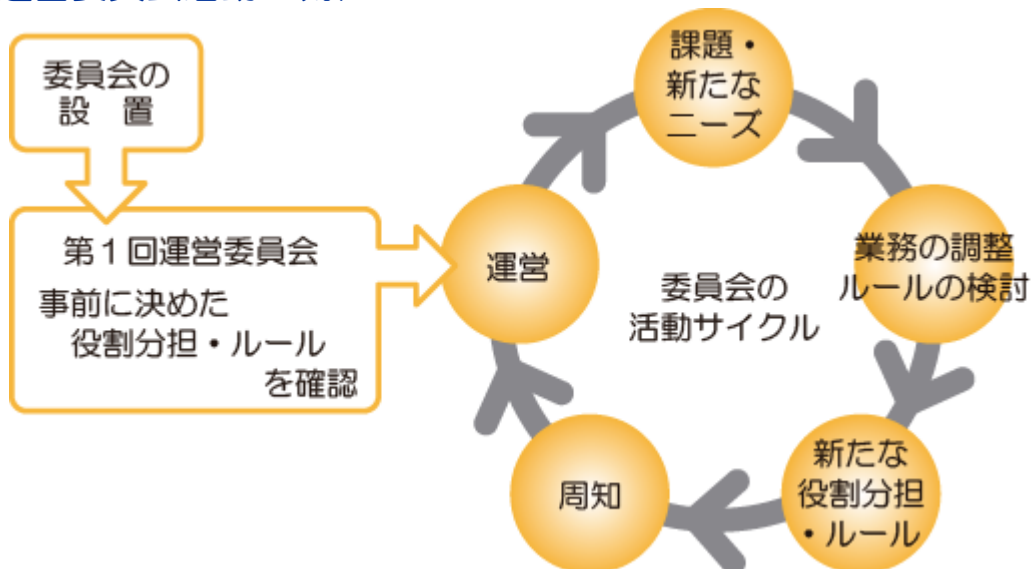 委員会の
設　置
第１回運営委員会
事前に決めた
役割分担・ルール
を確認
運営
課題・
新たな
ニーズ
業務の調整
ルールの検討
新たな
役割分担
・ルール
周知
委員会の
活動サイクル